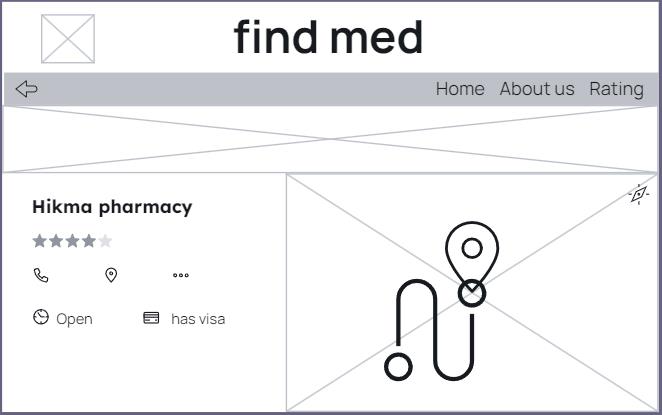 find med
Home About us Rating
Hikma pharmacy
Open has visa